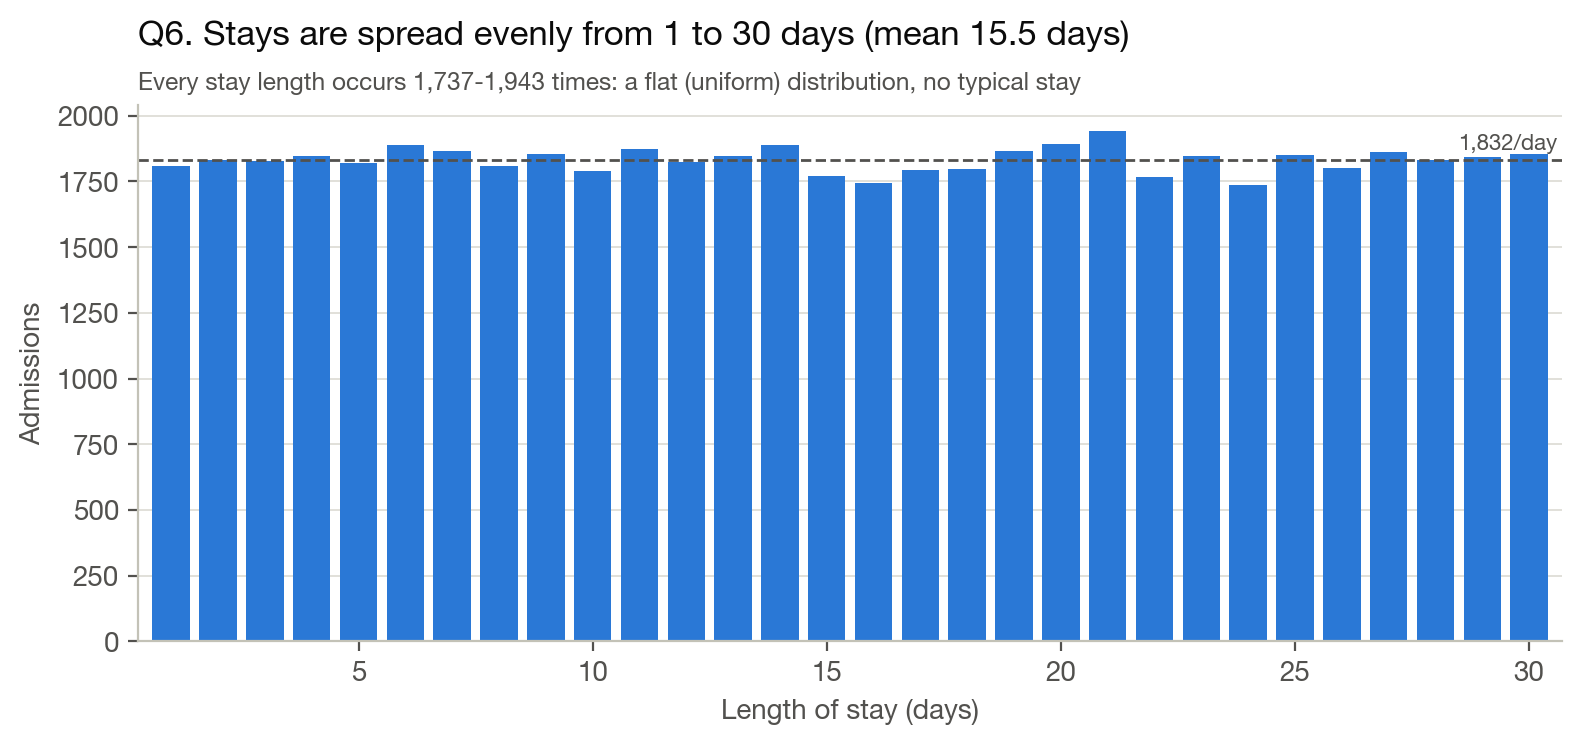 Q6. Stays are spread evenly from 1 to 30 days (mean 15.5 days)
Every stay length occurs 1,737-1,943 times: a flat (uniform) distribution, no typical stay
2000
1750
1500
1250
1000
750
500
250
0
Admissions
1,832/day
5 10 15 20 25 30
Length of stay (days)